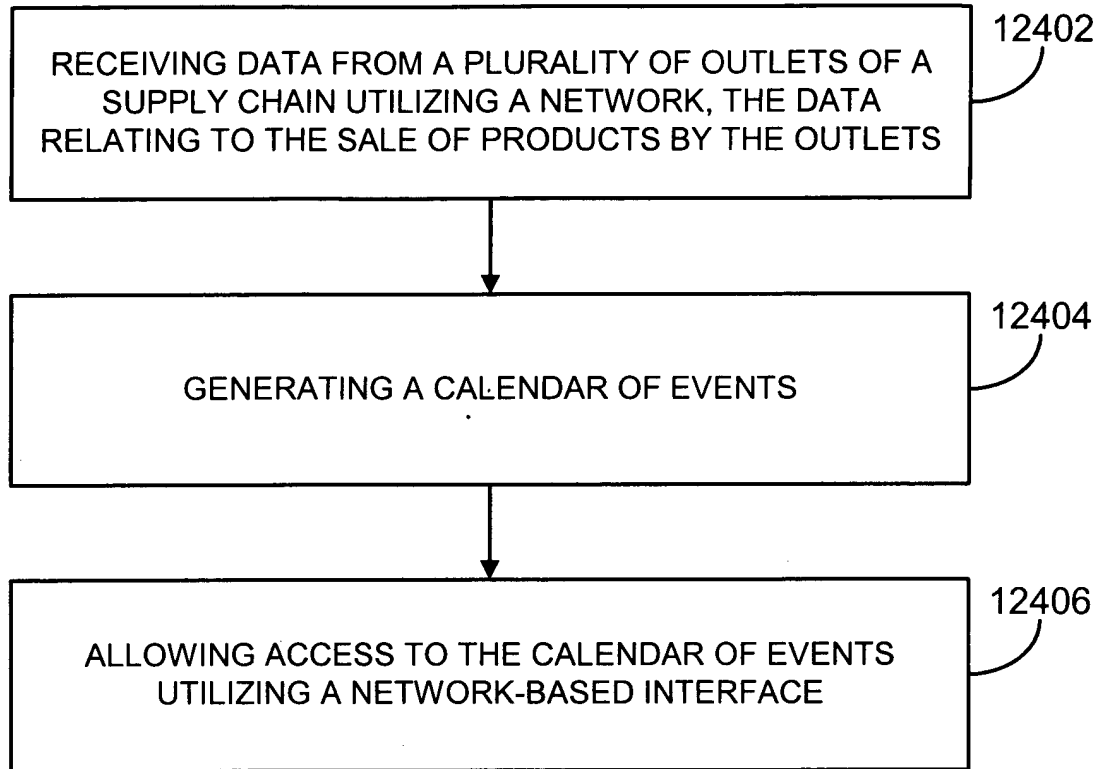 12402
RECEIVING DATA FROM A PLURALITY OF OUTLETS OF A
SUPPLY CHAIN UTILIZING A NETWORK, THE DATA
RELATING TO THE SALE OF PRODUCTS BY THE OUTLETS
12404
GENERATING A CALENDAR OF EVENTS
12406
ALLOWING ACCESS TO THE CALENDAR OF EVENTS
UTILIZING A NETWORK-BASED INTERFACE